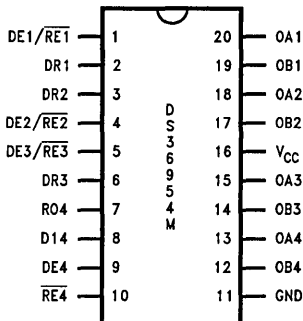 DE1/RE1 1 20 OA1
DR1 2 19 OB1
DR2 3 18 OA2
DE2/RE2 4 17 OB2
DE3/RE3 5 16 VCC
DR3 6 15 OA3
RO4 7 14 OB3
D14 8 13 OA4
DE4 9 12 OB4
RE4 10 11 GND
DS36954M